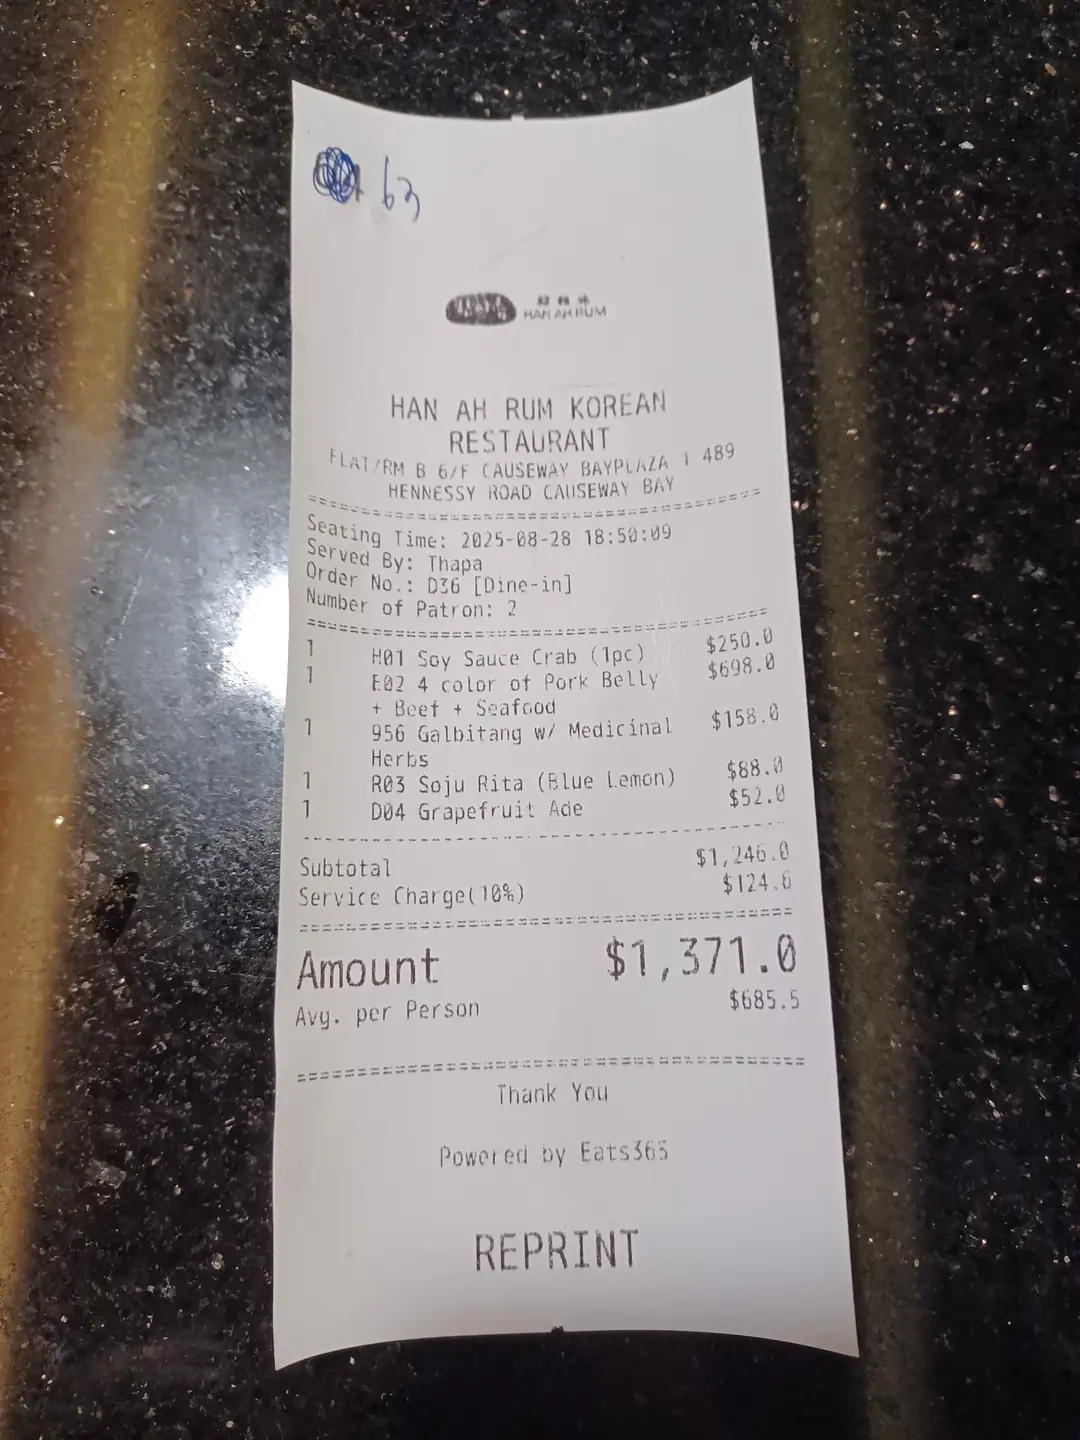 63
HAN AH RUM
HAN AH RUM KOREAN
RESTAURANT
FLAT/RM B 6/F CAUSEWAY BAYPLAZA 1 489
HENNESSY ROAD CAUSEWAY BAY
Seating Time: 2025-08-28 18:50:09
Served By: Thapa
Order No.: D36 [Dine-in]
Number of Patron: 2
1 H01 Soy Sauce Crab (1pc) $250.0
1 E02 4 color of Pork Belly $698.0
+ Beef + Seafood
1 956 Galbitang w/ Medicinal $158.0
Herbs
1 R03 Soju Rita (Blue Lemon) $88.0
1 D04 Grapefruit Ade $52.0
Subtotal $1,246.0
Service Charge(10%) $124.6
Amount $1,371.0
Avg. per Person $685.5
Thank You
Powered by Eats365
REPRINT